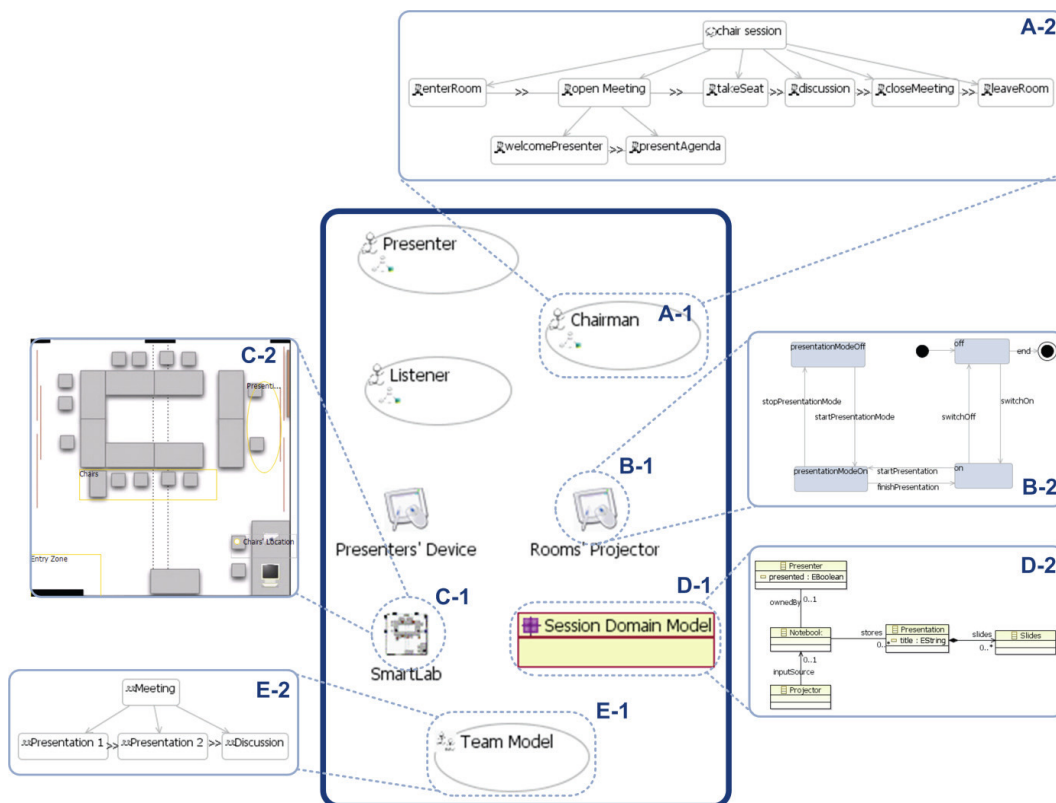 A-2
chair session
enterRoom >> open Meeting >> takeSeat >> discussion >> closeMeeting >> leaveRoom
welcomePresenter >> presentAgenda
Presenter
Chairman
A-1
Listener
C-2
Presenti...
Chairs
Chairs' Location
Entry Zone
B-1
presentationModeOff
off
end
stopPresentationMode
startPresentationMode
switchOff
switchOn
presentationModeOn
startPresentation
on
finishPresentation
B-2
Presenters' Device
Rooms' Projector
C-1
SmartLab
D-1
Session Domain Model
D-2
Presenter
presented : EBoolean
ownedBy
0..1
Notebook:
stores
0..*
Presentation
title : EString
slides
0..*
Slides
0..1
inputSource
Projector
E-2
Meeting
Presentation 1 >> Presentation 2 >> Discussion
E-1
Team Model